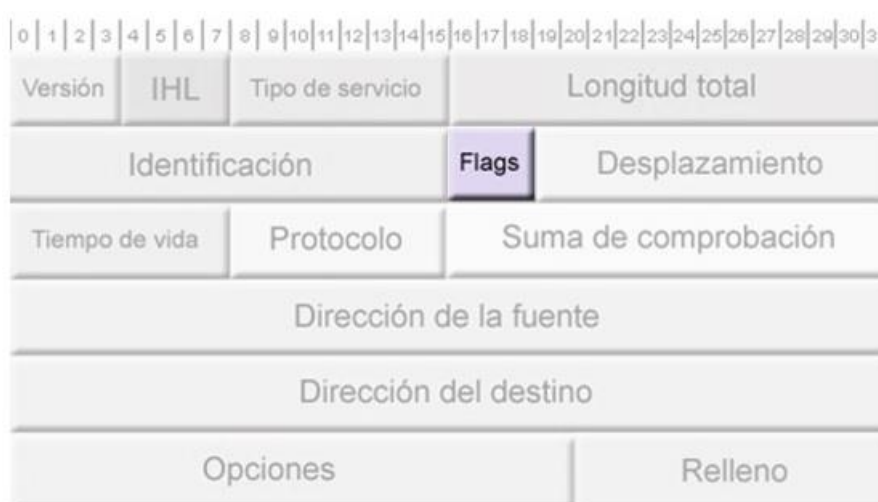 0 1 2 3 4 5 6 7 8 9 10 11 12 13 14 15 16 17 18 19 20 21 22 23 24 25 26 27 28 29 30 3
Versión IHL Tipo de servicio Longitud total
Identificación Flags Desplazamiento
Tiempo de vida Protocolo Suma de comprobación
Dirección de la fuente
Dirección del destino
Opciones Relleno